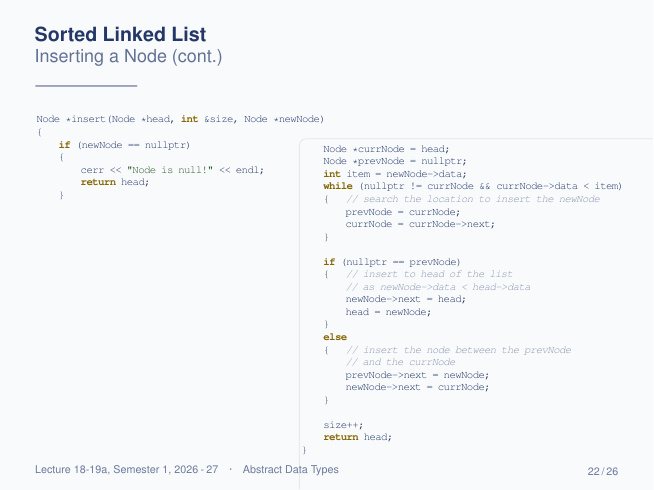 Sorted Linked List
Inserting a Node (cont.)
Node *insert(Node *head, int &size, Node *newNode)
{
    if (newNode == nullptr)
    {
        cerr << "Node is null!" << endl;
        return head;
    }
    Node *currNode = head;
    Node *prevNode = nullptr;
    int item = newNode->data;
    while (nullptr != currNode && currNode->data < item)
    {   // search the location to insert the newNode
        prevNode = currNode;
        currNode = currNode->next;
    }

    if (nullptr == prevNode)
    {   // insert to head of the list
        // as newNode->data < head->data
        newNode->next = head;
        head = newNode;
    }
    else
    {   // insert the node between the prevNode
        // and the currNode
        prevNode->next = newNode;
        newNode->next = currNode;
    }

    size++;
    return head;
}
Lecture 18-19a, Semester 1, 2026 - 27 · Abstract Data Types 22 / 26